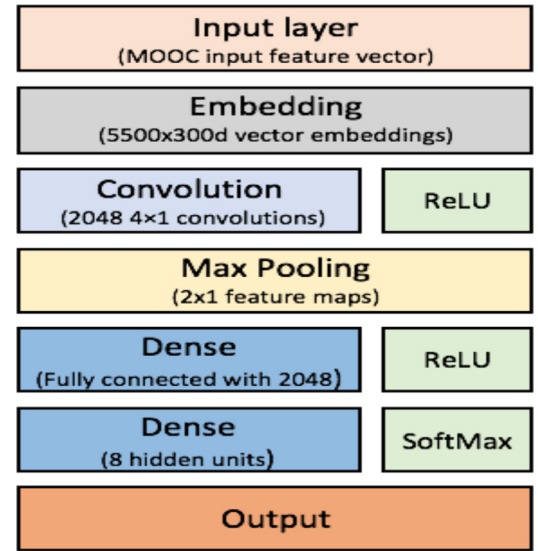 Input layer
(MOOC input feature vector)
Embedding
(5500x300d vector embeddings)
Convolution
(2048 4×1 convolutions)
ReLU
Max Pooling
(2x1 feature maps)
Dense
(Fully connected with 2048)
ReLU
Dense
(8 hidden units)
SoftMax
Output